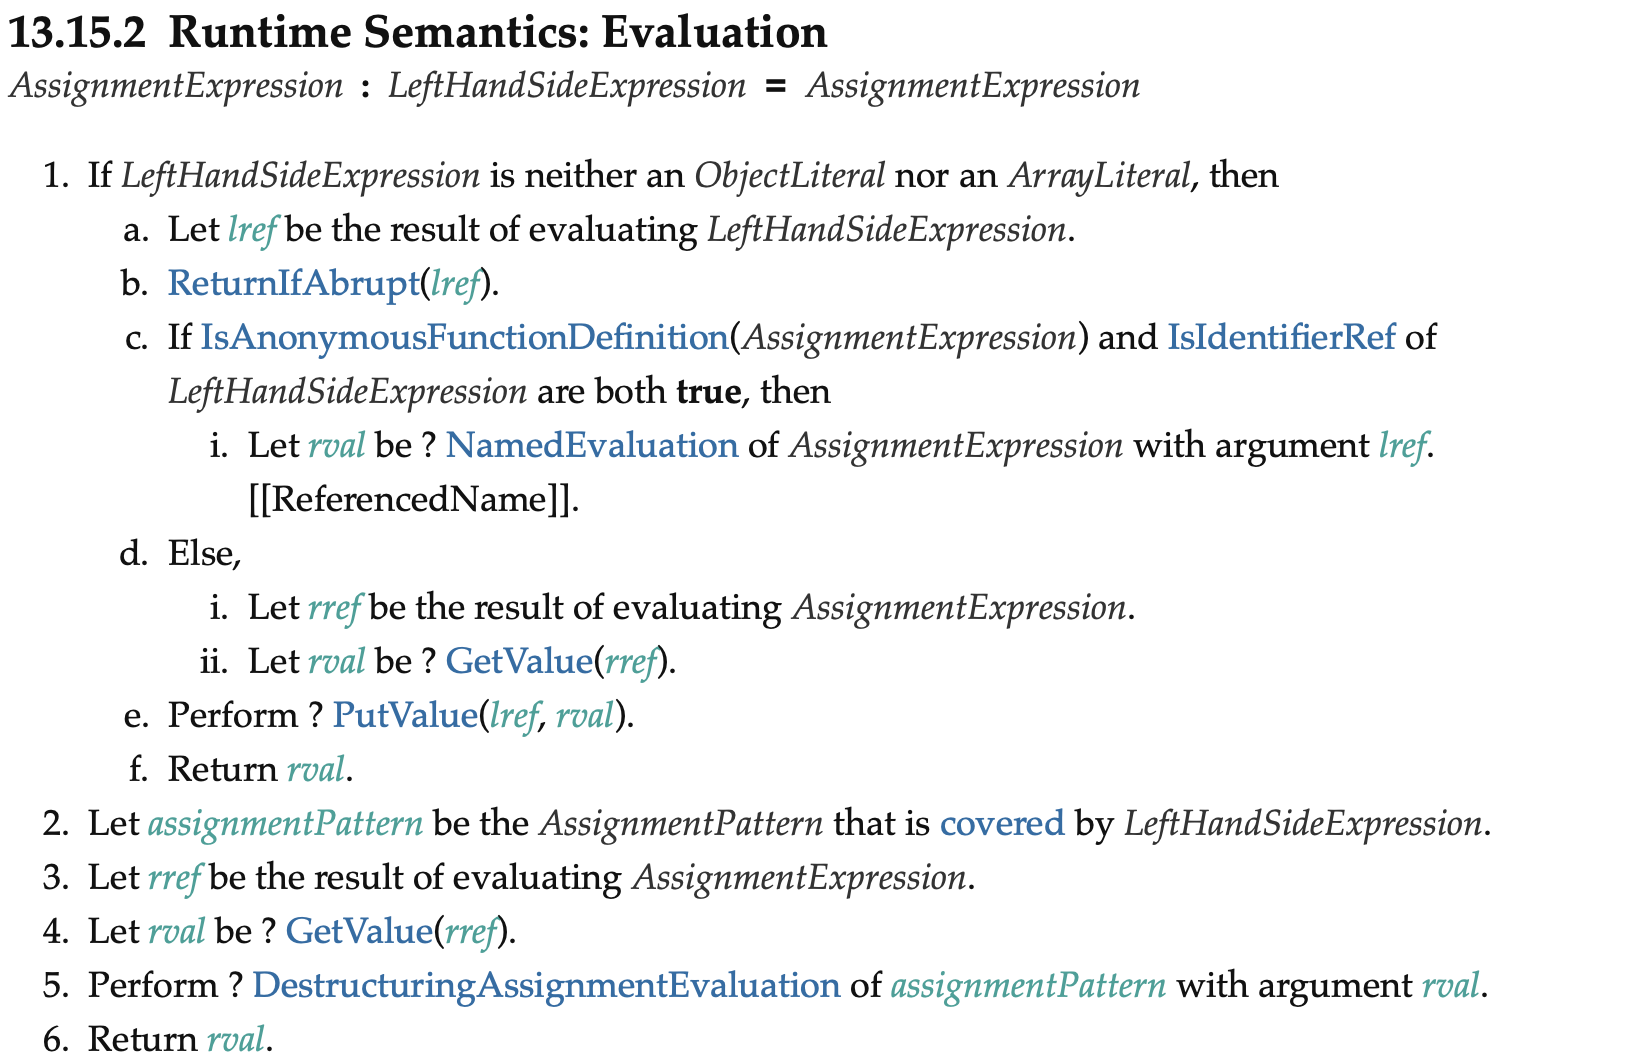 13.15.2 Runtime Semantics: Evaluation
AssignmentExpression : LeftHandSideExpression = AssignmentExpression
1. If LeftHandSideExpression is neither an ObjectLiteral nor an ArrayLiteral, then
a. Let lref be the result of evaluating LeftHandSideExpression.
b. ReturnIfAbrupt(lref).
c. If IsAnonymousFunctionDefinition(AssignmentExpression) and IsIdentifierRef of
LeftHandSideExpression are both true, then
i. Let rval be ? NamedEvaluation of AssignmentExpression with argument lref.
[[ReferencedName]].
d. Else,
i. Let rref be the result of evaluating AssignmentExpression.
ii. Let rval be ? GetValue(rref).
e. Perform ? PutValue(lref, rval).
f. Return rval.
2. Let assignmentPattern be the AssignmentPattern that is covered by LeftHandSideExpression.
3. Let rref be the result of evaluating AssignmentExpression.
4. Let rval be ? GetValue(rref).
5. Perform ? DestructuringAssignmentEvaluation of assignmentPattern with argument rval.
6. Return rval.